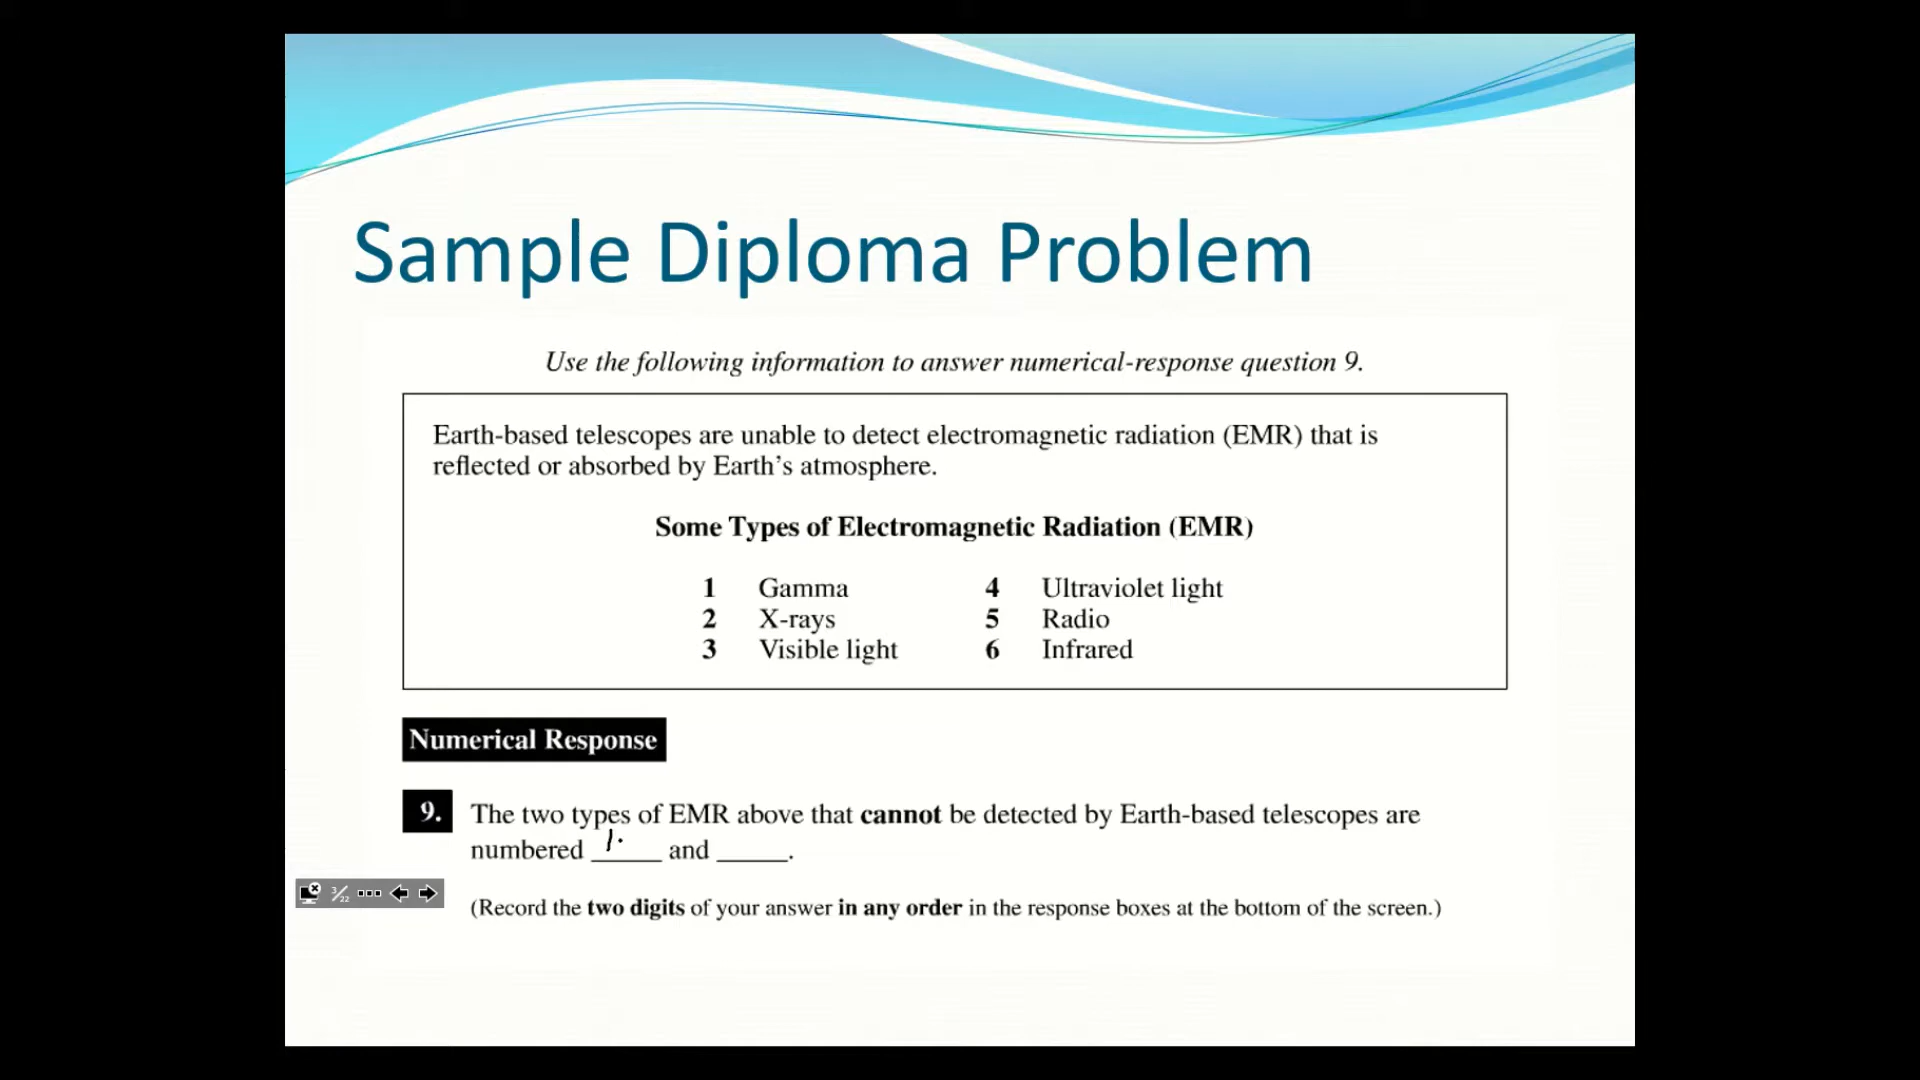 Sample Diploma Problem
Use the following information to answer numerical-response question 9.
Earth-based telescopes are unable to detect electromagnetic radiation (EMR) that is
reflected or absorbed by Earth's atmosphere.
Some Types of Electromagnetic Radiation (EMR)
1 Gamma 4 Ultraviolet light
2 X-rays 5 Radio
3 Visible light 6 Infrared
Numerical Response
9. The two types of EMR above that cannot be detected by Earth-based telescopes are
numbered 1. and _____.
3/22
(Record the two digits of your answer in any order in the response boxes at the bottom of the screen.)